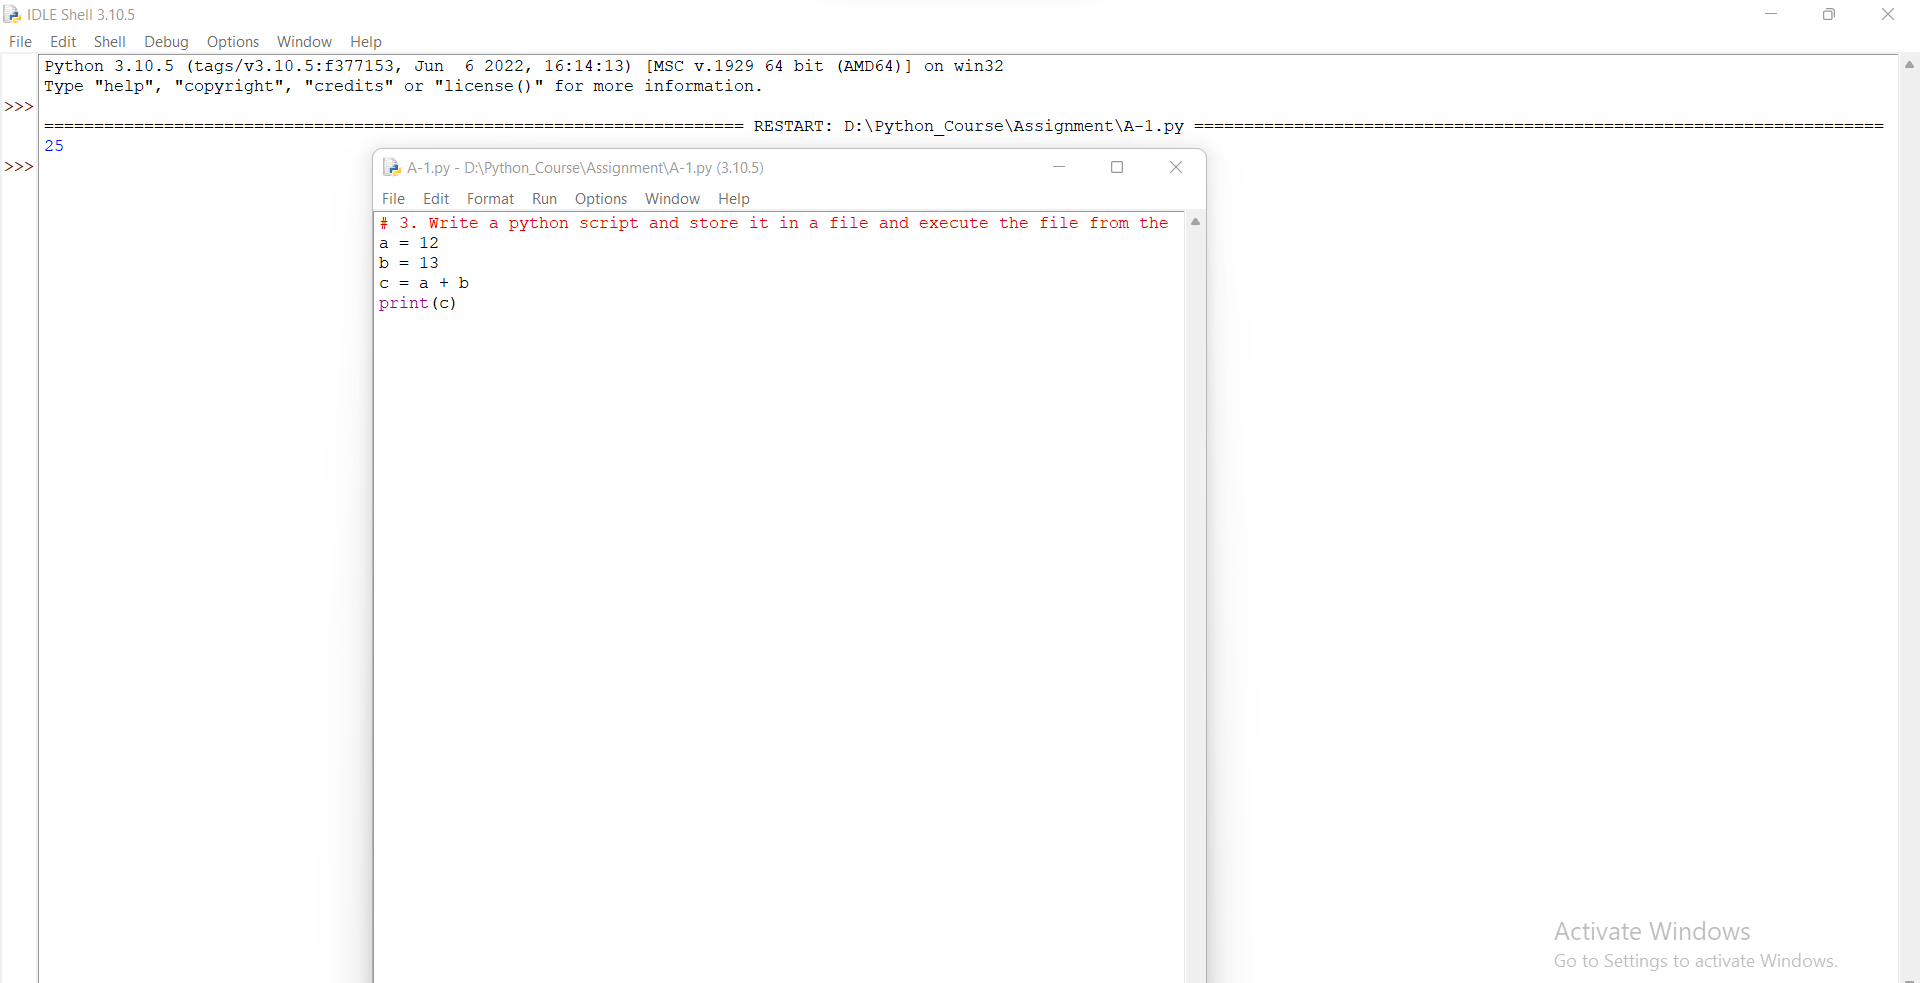 IDLE Shell 3.10.5
File Edit Shell Debug Options Window Help
Python 3.10.5 (tags/v3.10.5:f377153, Jun  6 2022, 16:14:13) [MSC v.1929 64 bit (AMD64)] on win32
Type "help", "copyright", "credits" or "license()" for more information.
>>>
====================================================================== RESTART: D:\Python_Course\Assignment\A-1.py =====================================================================
25
>>>
A-1.py - D:\Python_Course\Assignment\A-1.py (3.10.5)
File Edit Format Run Options Window Help
# 3. Write a python script and store it in a file and execute the file from the
a = 12
b = 13
c = a + b
print(c)
Activate Windows
Go to Settings to activate Windows.